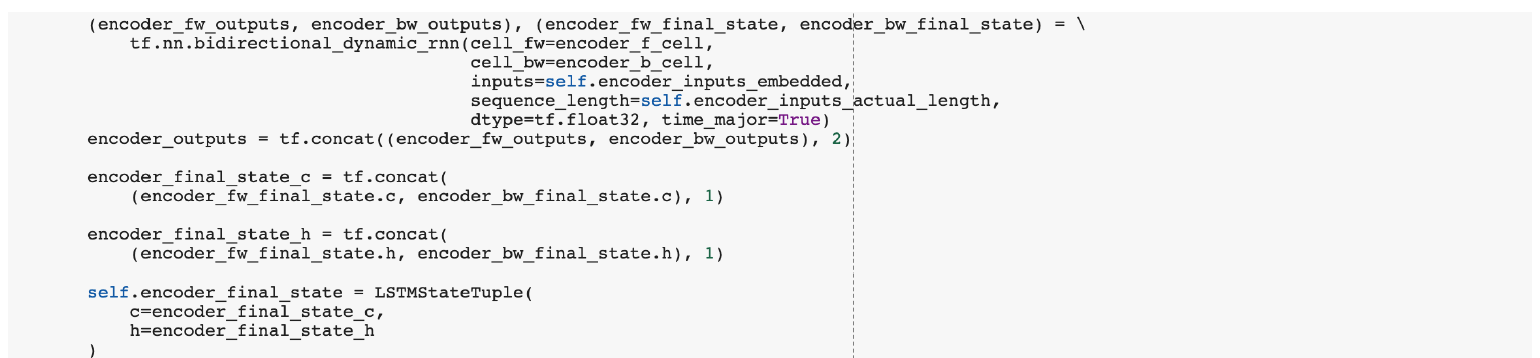 (encoder_fw_outputs, encoder_bw_outputs), (encoder_fw_final_state, encoder_bw_final_state) = \
    tf.nn.bidirectional_dynamic_rnn(cell_fw=encoder_f_cell,
                                    cell_bw=encoder_b_cell,
                                    inputs=self.encoder_inputs_embedded,
                                    sequence_length=self.encoder_inputs_actual_length,
                                    dtype=tf.float32, time_major=True)
encoder_outputs = tf.concat((encoder_fw_outputs, encoder_bw_outputs), 2)

encoder_final_state_c = tf.concat(
    (encoder_fw_final_state.c, encoder_bw_final_state.c), 1)

encoder_final_state_h = tf.concat(
    (encoder_fw_final_state.h, encoder_bw_final_state.h), 1)

self.encoder_final_state = LSTMStateTuple(
    c=encoder_final_state_c,
    h=encoder_final_state_h
)